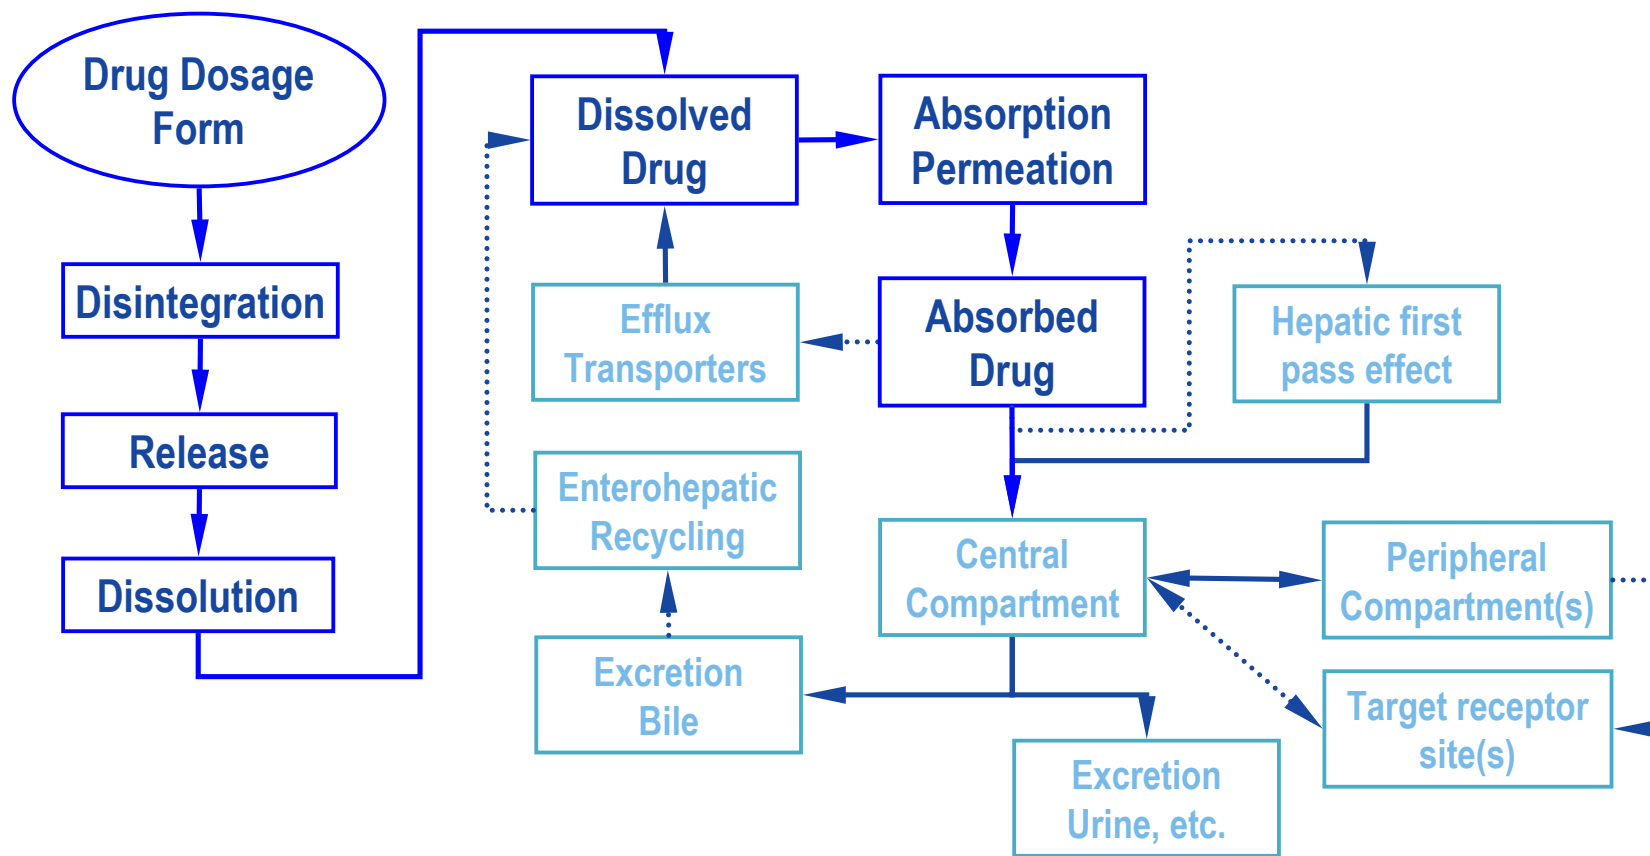 Drug Dosage
Form
Disintegration
Release
Dissolution
Dissolved
Drug
Absorption
Permeation
Efflux
Transporters
Absorbed
Drug
Hepatic first
pass effect
Enterohepatic
Recycling
Central
Compartment
Peripheral
Compartment(s)
Excretion
Bile
Target receptor
site(s)
Excretion
Urine, etc.